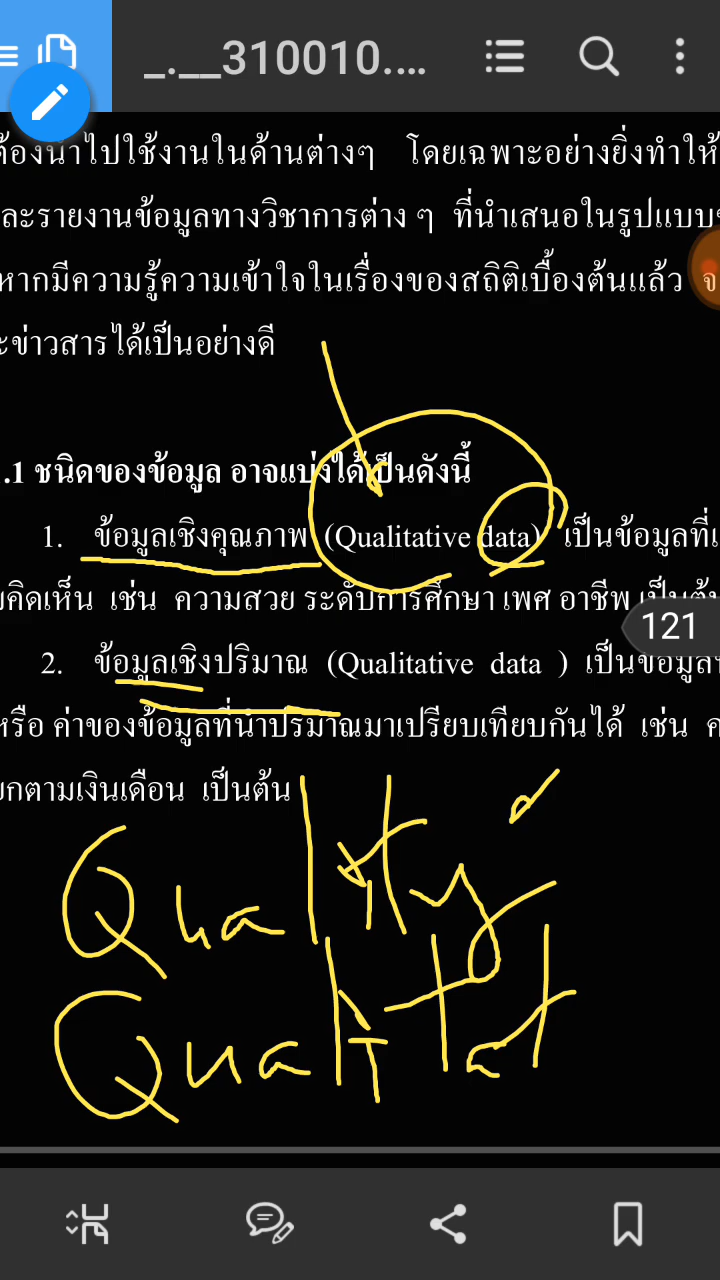 _.__310010....
ต้องนำไปใช้งานในด้านต่างๆ โดยเฉพาะอย่างยิ่งทำให้
ละรายงานข้อมูลทางวิชาการต่าง ๆ ที่นำเสนอในรูปแบบ
หากมีความรู้ความเข้าใจในเรื่องของสถิติเบื้องต้นแล้ว จ
ะข่าวสารได้เป็นอย่างดี
.1 ชนิดของข้อมูล อาจแบ่งได้เป็นดังนี้
1. ข้อมูลเชิงคุณภาพ (Qualitative data) เป็นข้อมูลที่เ
คิดเห็น เช่น ความสวย ระดับการศึกษา เพศ อาชีพ เป็นต้น
121
2. ข้อมูลเชิงปริมาณ (Qualitative data ) เป็นข้อมูลที่
หรือ ค่าของข้อมูลที่นำปริมาณมาเปรียบเทียบกันได้ เช่น ค
กตามเงินเดือน เป็นต้น
Quality
Qualitat